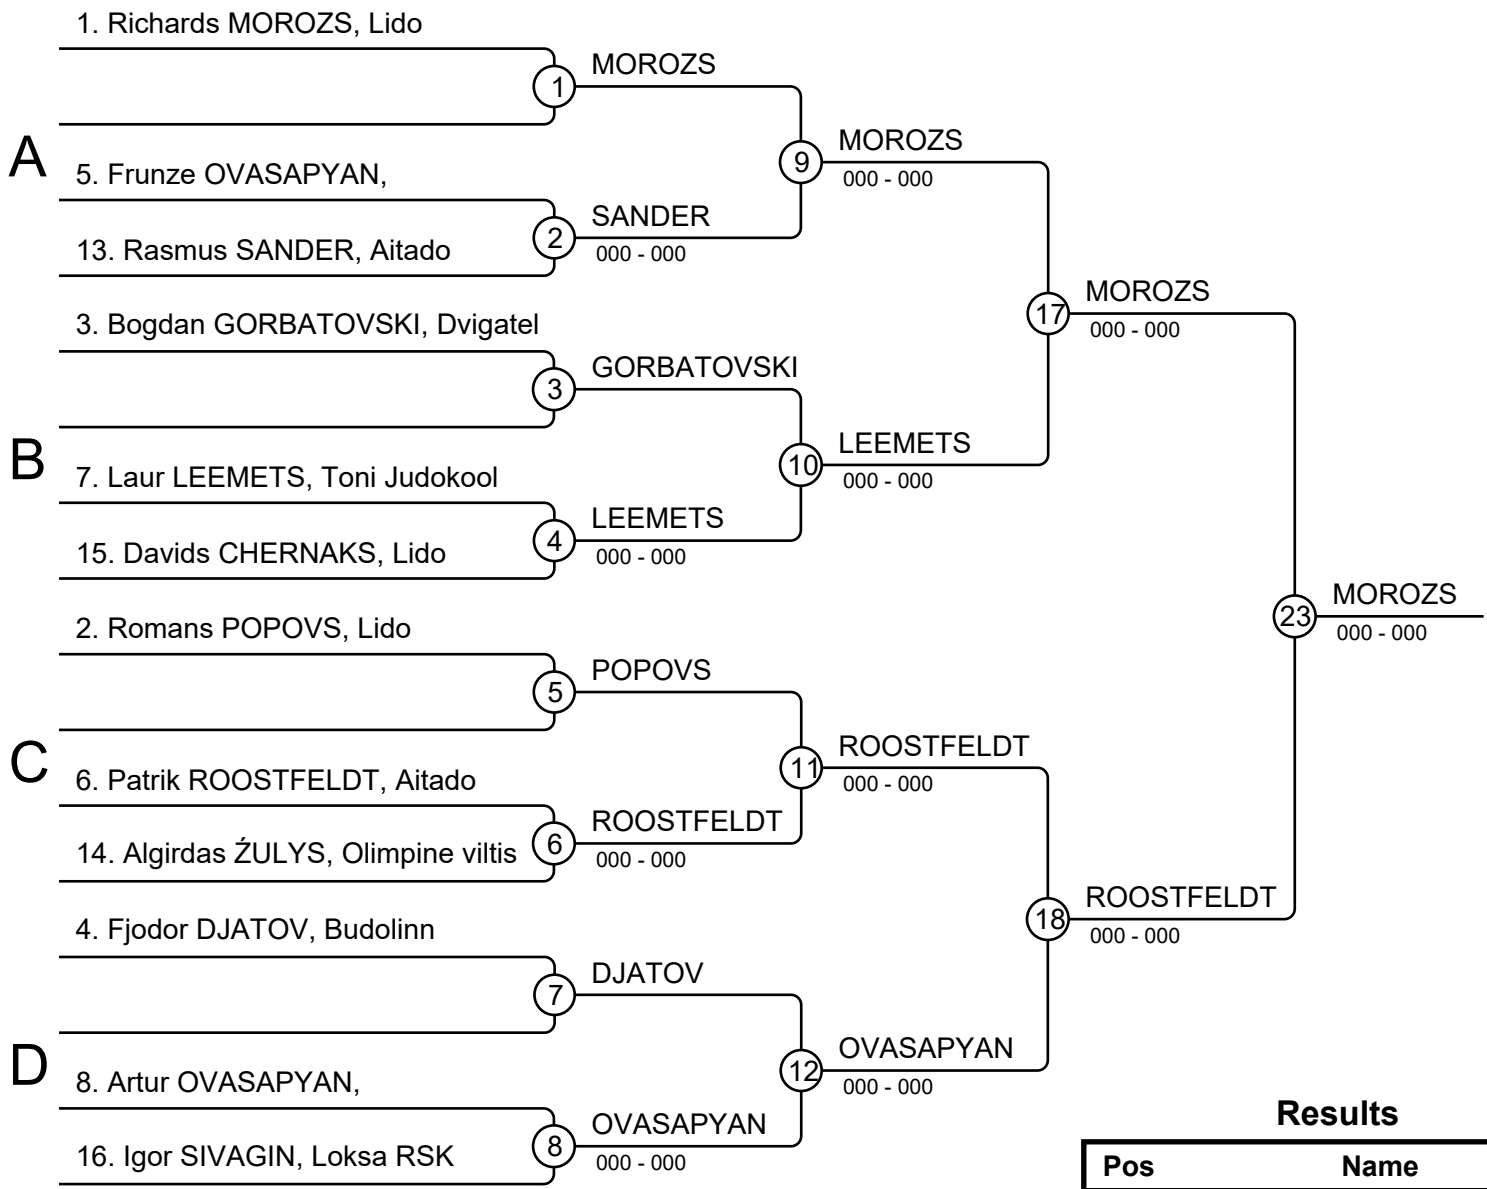 1. Richards MOROZS, Lido
MOROZS
1
MOROZS
000 - 000
9
A
5. Frunze OVASAPYAN,
SANDER
000 - 000
2
13. Rasmus SANDER, Aitado
MOROZS
000 - 000
17
3. Bogdan GORBATOVSKI, Dvigatel
GORBATOVSKI
3
LEEMETS
000 - 000
10
B
7. Laur LEEMETS, Toni Judokool
LEEMETS
000 - 000
4
15. Davids CHERNAKS, Lido
MOROZS
000 - 000
23
2. Romans POPOVS, Lido
POPOVS
5
ROOSTFELDT
000 - 000
11
C
6. Patrik ROOSTFELDT, Aitado
ROOSTFELDT
000 - 000
6
14. Algirdas ŹULYS, Olimpine viltis
ROOSTFELDT
000 - 000
18
4. Fjodor DJATOV, Budolinn
DJATOV
7
OVASAPYAN
000 - 000
12
D
8. Artur OVASAPYAN,
OVASAPYAN
000 - 000
8
16. Igor SIVAGIN, Loksa RSK
Results
Pos Name